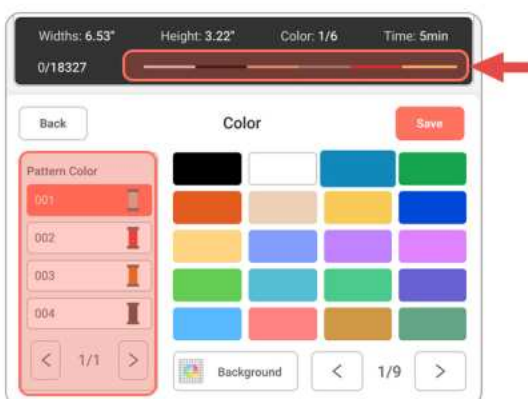 Widths: 6.53" Height: 3.22" Color: 1/6 Time: 5min
0/18327
Back Color Save
Pattern Color
001
002
003
004
< 1/1 >
Background < 1/9 >